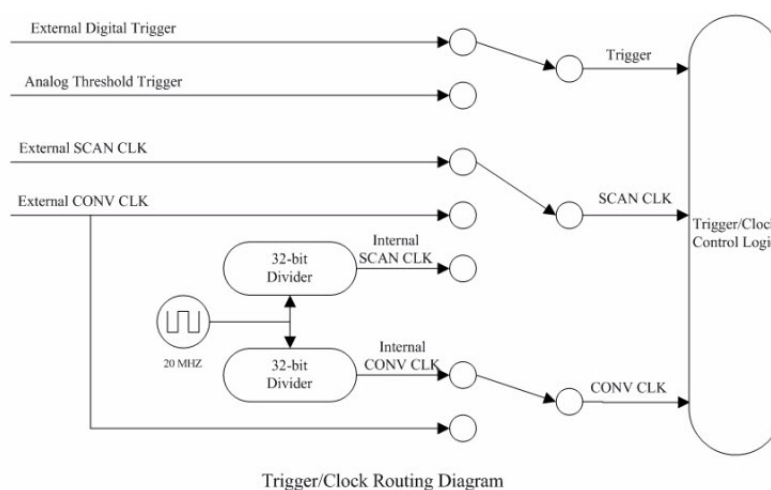 External Digital Trigger
Trigger
Analog Threshold Trigger
External SCAN CLK
External CONV CLK
SCAN CLK
Trigger/Clock
Control Logic
Internal
SCAN CLK
32-bit
Divider
20 MHZ
32-bit
Divider
Internal
CONV CLK
CONV CLK
Trigger/Clock Routing Diagram